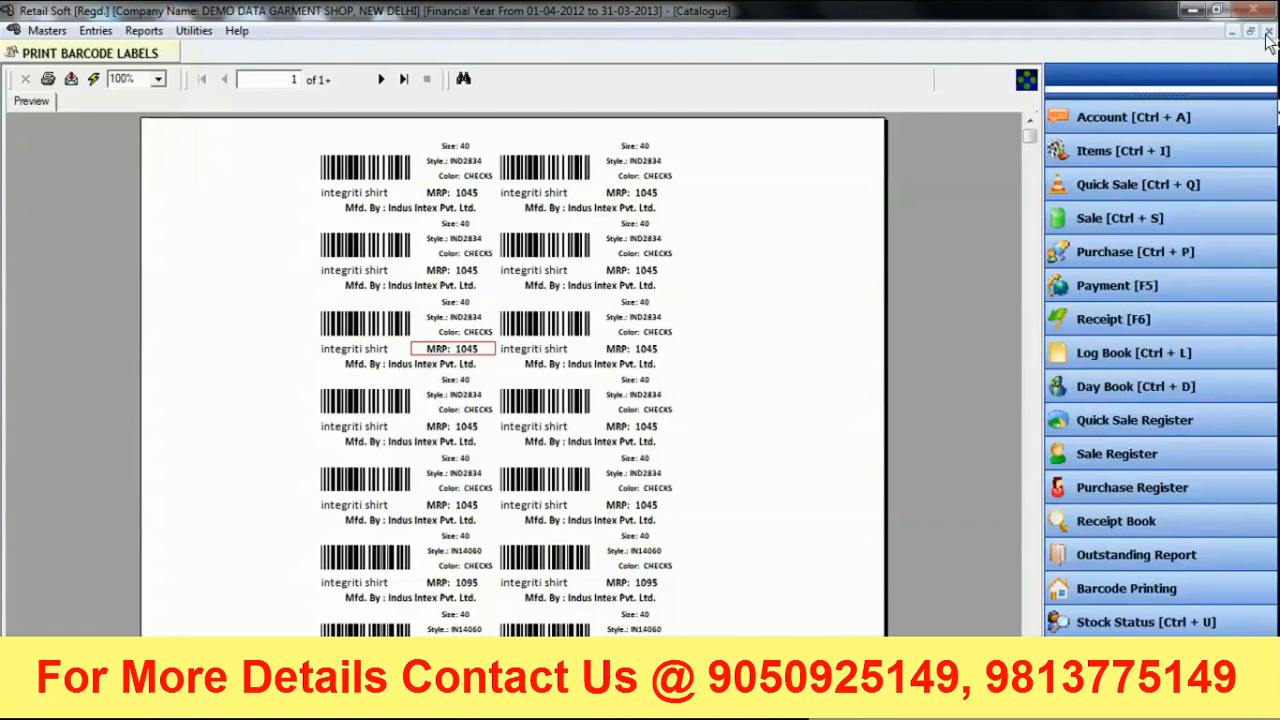 Retail Soft [Regd.] [Company Name: DEMO DATA GARMENT SHOP, NEW DELHI] [Financial Year From 01-04-2012 to 31-03-2013] - [Catalogue]
Masters Entries Reports Utilities Help
PRINT BARCODE LABELS
100% 1 of 1+
Preview
Size: 40 Size: 40
Style.: IND2834 Style.: IND2834
Color: CHECKS Color: CHECKS
integriti shirt MRP: 1045 integriti shirt MRP: 1045
Mfd. By : Indus Intex Pvt. Ltd. Mfd. By : Indus Intex Pvt. Ltd.
Size: 40 Size: 40
Style.: IND2834 Style.: IND2834
Color: CHECKS Color: CHECKS
integriti shirt MRP: 1045 integriti shirt MRP: 1045
Mfd. By : Indus Intex Pvt. Ltd. Mfd. By : Indus Intex Pvt. Ltd.
Size: 40 Size: 40
Style.: IND2834 Style.: IND2834
Color: CHECKS Color: CHECKS
integriti shirt MRP: 1045 integriti shirt MRP: 1045
Mfd. By : Indus Intex Pvt. Ltd. Mfd. By : Indus Intex Pvt. Ltd.
Size: 40 Size: 40
Style.: IND2834 Style.: IND2834
Color: CHECKS Color: CHECKS
integriti shirt MRP: 1045 integriti shirt MRP: 1045
Mfd. By : Indus Intex Pvt. Ltd. Mfd. By : Indus Intex Pvt. Ltd.
Size: 40 Size: 40
Style.: IND2834 Style.: IND2834
Color: CHECKS Color: CHECKS
integriti shirt MRP: 1045 integriti shirt MRP: 1045
Mfd. By : Indus Intex Pvt. Ltd. Mfd. By : Indus Intex Pvt. Ltd.
Size: 40 Size: 40
Style.: IN14060 Style.: IN14060
Color: CHECKS Color: CHECKS
integriti shirt MRP: 1095 integriti shirt MRP: 1095
Mfd. By : Indus Intex Pvt. Ltd. Mfd. By : Indus Intex Pvt. Ltd.
Size: 40 Size: 40
Style.: IN14060 Style.: IN14060
Account [Ctrl + A]
Items [Ctrl + I]
Quick Sale [Ctrl + Q]
Sale [Ctrl + S]
Purchase [Ctrl + P]
Payment [F5]
Receipt [F6]
Log Book [Ctrl + L]
Day Book [Ctrl + D]
Quick Sale Register
Sale Register
Purchase Register
Receipt Book
Outstanding Report
Barcode Printing
Stock Status [Ctrl + U]
For More Details Contact Us @ 9050925149, 9813775149